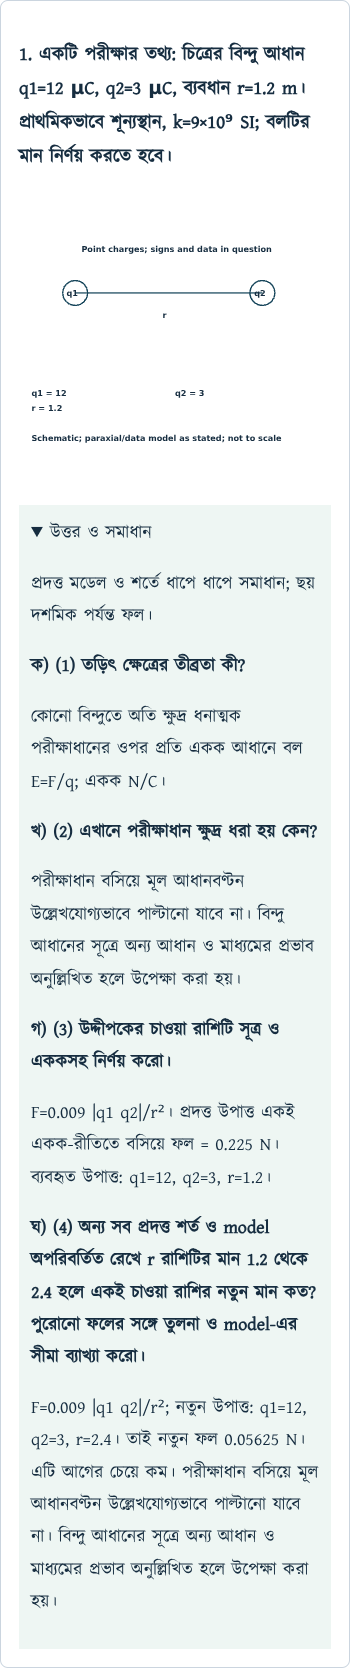 1. একটি পরীক্ষার তথ্য: চিত্রের বিন্দু আধান
q1=12 μC, q2=3 μC, ব্যবধান r=1.2 m।
প্রাথমিকভাবে শূন্যস্থান, k=9×10⁹ SI; বলটির
মান নির্ণয় করতে হবে।
Point charges; signs and data in question
q1
q2
r
q1 = 12
q2 = 3
r = 1.2
Schematic; paraxial/data model as stated; not to scale
▼ উত্তর ও সমাধান
প্রদত্ত মডেল ও শর্তে ধাপে ধাপে সমাধান; ছয়
দশমিক পর্যন্ত ফল।
ক) (1) তড়িৎ ক্ষেত্রের তীব্রতা কী?
কোনো বিন্দুতে অতি ক্ষুদ্র ধনাত্মক
পরীক্ষাধানের ওপর প্রতি একক আধানে বল
E=F/q; একক N/C।
খ) (2) এখানে পরীক্ষাধান ক্ষুদ্র ধরা হয় কেন?
পরীক্ষাধান বসিয়ে মূল আধানবণ্টন
উল্লেখযোগ্যভাবে পাল্টানো যাবে না। বিন্দু
আধানের সূত্রে অন্য আধান ও মাধ্যমের প্রভাব
অনুল্লিখিত হলে উপেক্ষা করা হয়।
গ) (3) উদ্দীপকের চাওয়া রাশিটি সূত্র ও
এককসহ নির্ণয় করো।
F=0.009 |q1 q2|/r²। প্রদত্ত উপাত্ত একই
একক-রীতিতে বসিয়ে ফল = 0.225 N।
ব্যবহৃত উপাত্ত: q1=12, q2=3, r=1.2।
ঘ) (4) অন্য সব প্রদত্ত শর্ত ও model
অপরিবর্তিত রেখে r রাশিটির মান 1.2 থেকে
2.4 হলে একই চাওয়া রাশির নতুন মান কত?
পুরোনো ফলের সঙ্গে তুলনা ও model-এর
সীমা ব্যাখ্যা করো।
F=0.009 |q1 q2|/r²; নতুন উপাত্ত: q1=12,
q2=3, r=2.4। তাই নতুন ফল 0.05625 N।
এটি আগের চেয়ে কম। পরীক্ষাধান বসিয়ে মূল
আধানবণ্টন উল্লেখযোগ্যভাবে পাল্টানো যাবে
না। বিন্দু আধানের সূত্রে অন্য আধান ও
মাধ্যমের প্রভাব অনুল্লিখিত হলে উপেক্ষা করা
হয়।